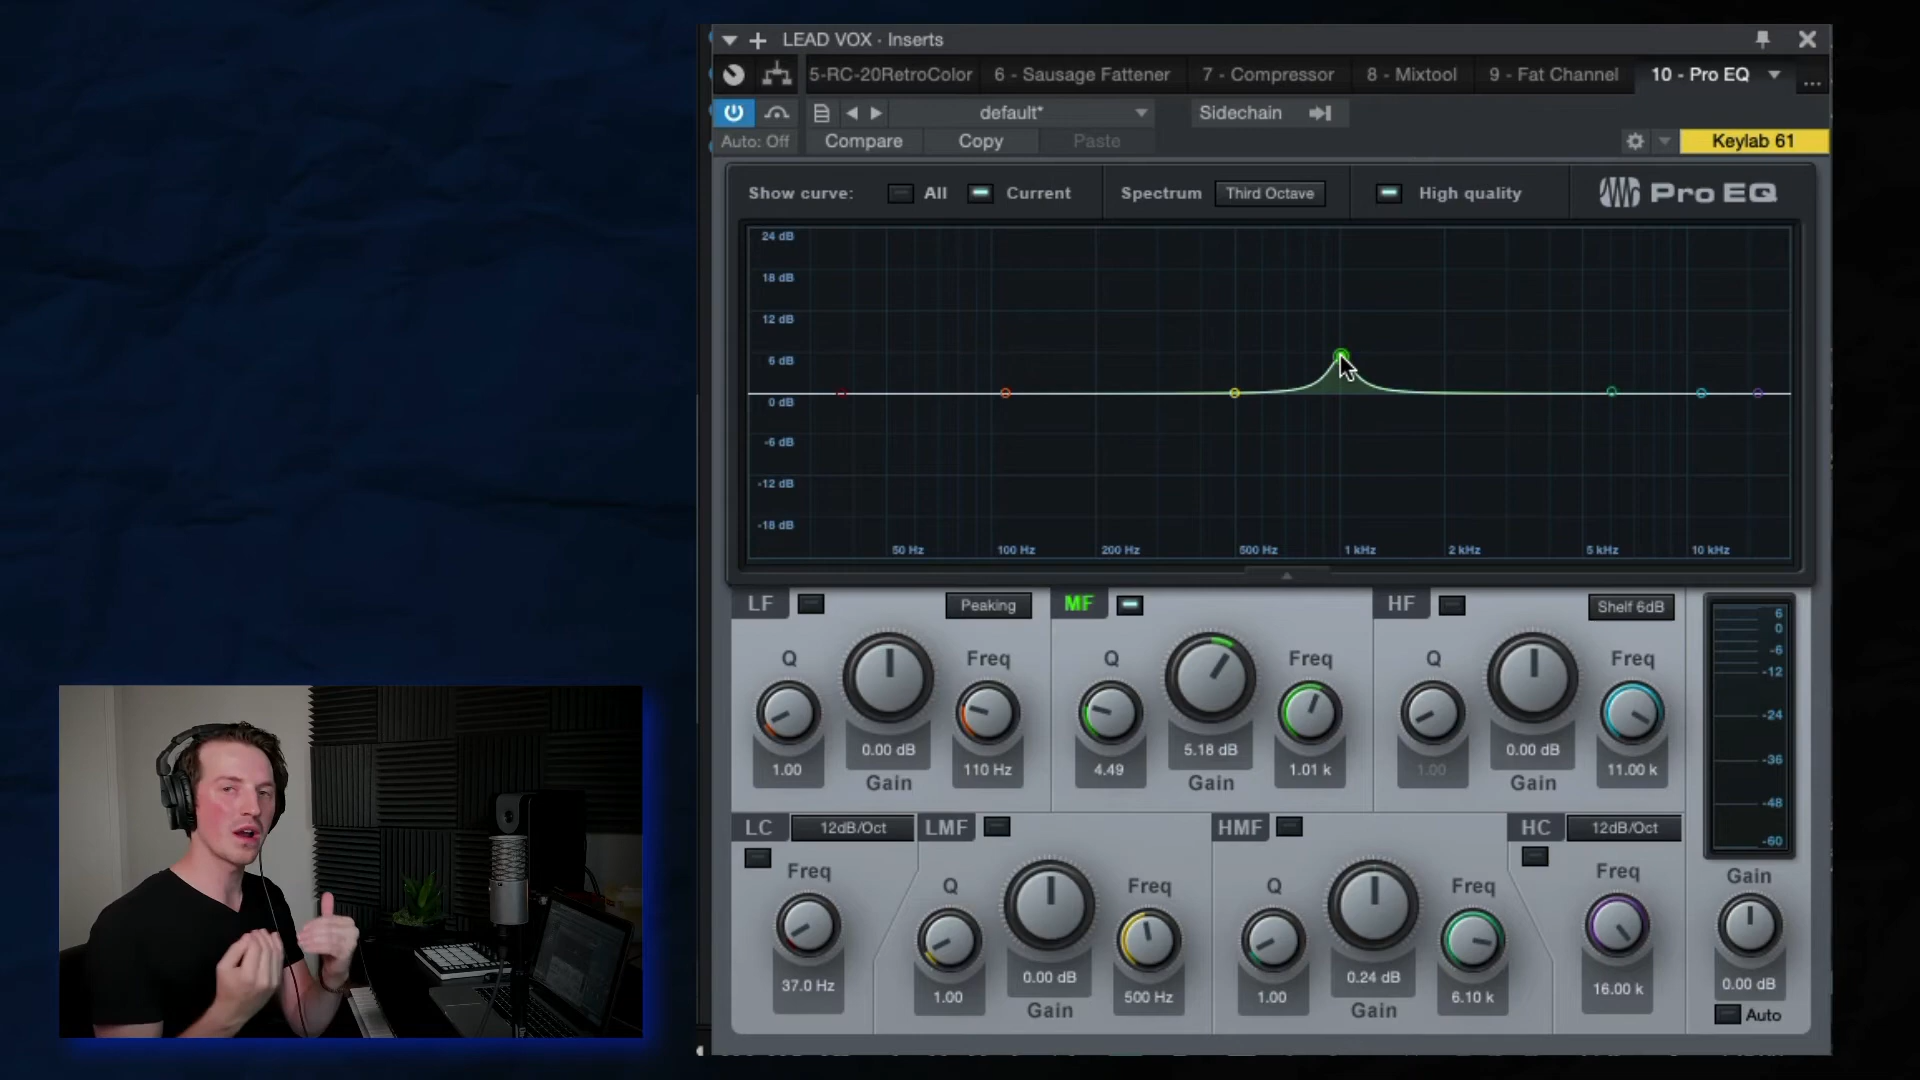 LEAD VOX · Inserts
5-RC-20RetroColor 6 - Sausage Fattener 7 - Compressor 8 - Mixtool 9 - Fat Channel 10 - Pro EQ ...
default* Sidechain
Auto: Off Compare Copy Paste Keylab 61
Show curve: All Current Spectrum Third Octave High quality Pro EQ
24 dB
18 dB
12 dB
6 dB
0 dB
-6 dB
-12 dB
-18 dB
50 Hz 100 Hz 200 Hz 500 Hz 1 kHz 2 kHz 5 kHz 10 kHz
LF Peaking MF HF Shelf 6dB
Q Freq Q Freq Q Freq
0.00 dB 5.18 dB 0.00 dB
1.00 110 Hz 4.49 1.01 k 1.00 11.00 k
Gain Gain Gain
6
0
-6
-12
-24
-36
-48
-60
LC 12dB/Oct LMF HMF HC 12dB/Oct
Freq Q Freq Q Freq Freq Gain
37.0 Hz 0.00 dB 0.24 dB 16.00 k 0.00 dB
1.00 500 Hz 1.00 6.10 k
Gain Gain Auto